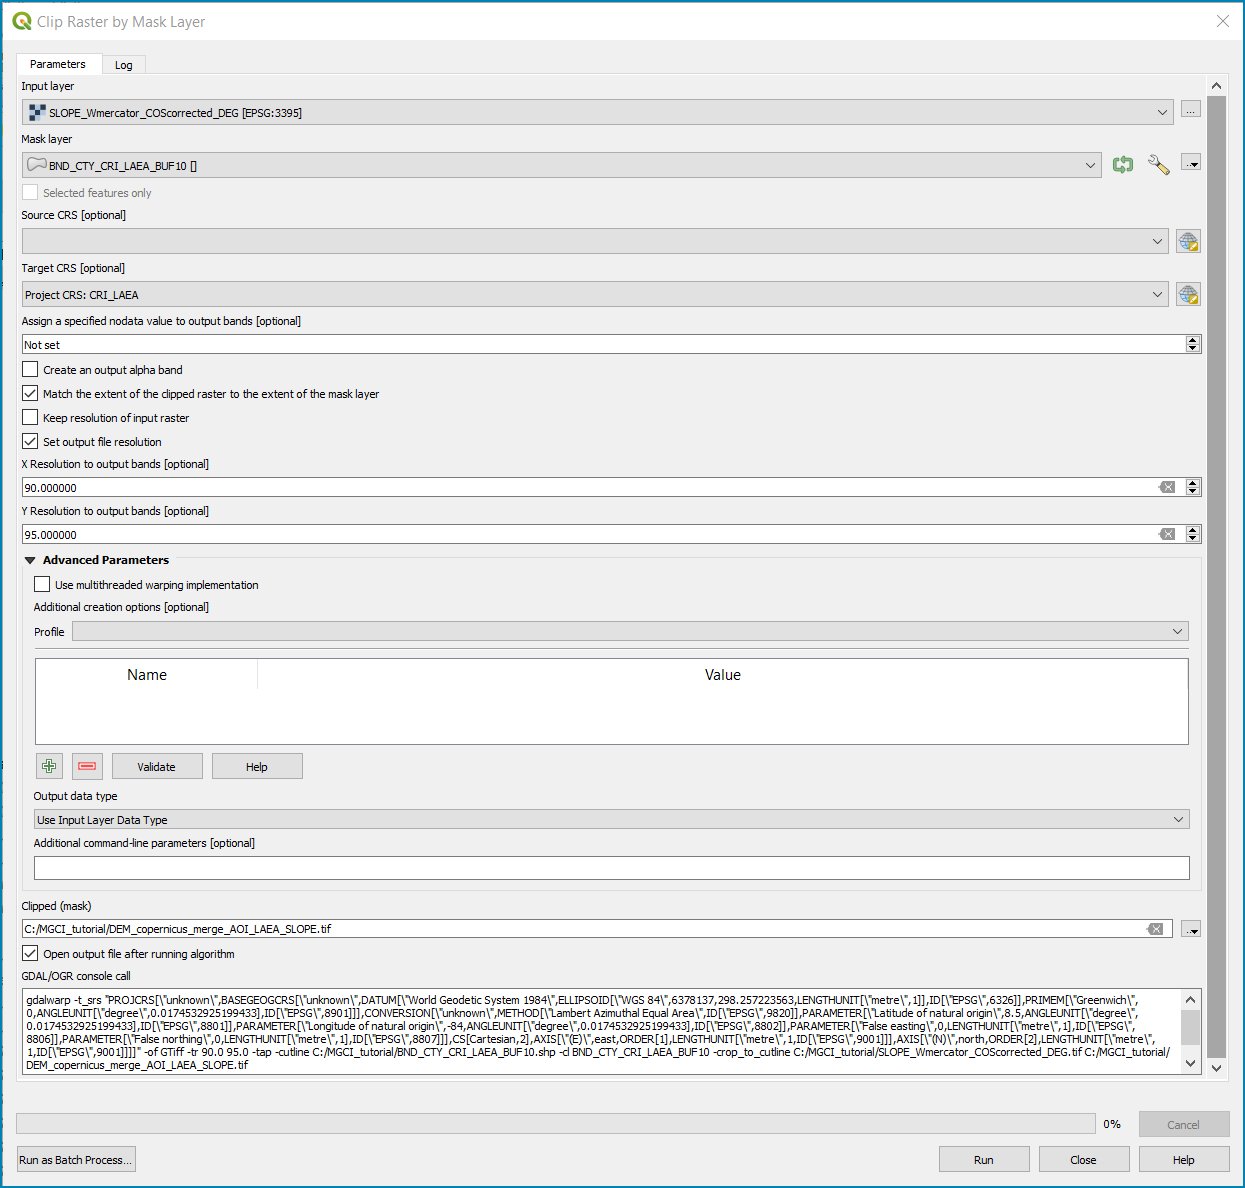 Clip Raster by Mask Layer
Parameters
Log
Input layer
SLOPE_Wmercator_COScorrected_DEG [EPSG:3395]
...
Mask layer
BND_CTY_CRI_LAEA_BUF10 []
Selected features only
Source CRS [optional]
Target CRS [optional]
Project CRS: CRI_LAEA
Assign a specified nodata value to output bands [optional]
Not set
Create an output alpha band
Match the extent of the clipped raster to the extent of the mask layer
Keep resolution of input raster
Set output file resolution
X Resolution to output bands [optional]
90.000000
Y Resolution to output bands [optional]
95.000000
Advanced Parameters
Use multithreaded warping implementation
Additional creation options [optional]
Profile
Name Value
Validate Help
Output data type
Use Input Layer Data Type
Additional command-line parameters [optional]
Clipped (mask)
C:/MGCI_tutorial/DEM_copernicus_merge_AOI_LAEA_SLOPE.tif
Open output file after running algorithm
GDAL/OGR console call
gdalwarp -t_srs "PROJCRS[\"unknown\",BASEGEOGCRS[\"unknown\",DATUM[\"World Geodetic System 1984\",ELLIPSOID[\"WGS 84\",6378137,298.257223563,LENGTHUNIT[\"metre\",1]],ID[\"EPSG\",6326]],PRIMEM[\"Greenwich\",
0,ANGLEUNIT[\"degree\",0.0174532925199433],ID[\"EPSG\",8901]]],CONVERSION[\"unknown\",METHOD[\"Lambert Azimuthal Equal Area\",ID[\"EPSG\",9820]],PARAMETER[\"Latitude of natural origin\",8.5,ANGLEUNIT[\"degree\",
0.0174532925199433],ID[\"EPSG\",8801]],PARAMETER[\"Longitude of natural origin\",-84,ANGLEUNIT[\"degree\",0.0174532925199433],ID[\"EPSG\",8802]],PARAMETER[\"False easting\",0,LENGTHUNIT[\"metre\",1],ID[\"EPSG\",
8806]],PARAMETER[\"False northing\",0,LENGTHUNIT[\"metre\",1],ID[\"EPSG\",8807]]],CS[Cartesian,2],AXIS[\"(E)\",east,ORDER[1],LENGTHUNIT[\"metre\",1,ID[\"EPSG\",9001]]],AXIS[\"(N)\",north,ORDER[2],LENGTHUNIT[\"metre\",
1,ID[\"EPSG\",9001]]]]" -of GTiff -tr 90.0 95.0 -tap -cutline C:/MGCI_tutorial/BND_CTY_CRI_LAEA_BUF10.shp -cl BND_CTY_CRI_LAEA_BUF10 -crop_to_cutline C:/MGCI_tutorial/SLOPE_Wmercator_COScorrected_DEG.tif C:/MGCI_tutorial/
DEM_copernicus_merge_AOI_LAEA_SLOPE.tif
0%
Cancel
Run as Batch Process...
Run
Close
Help